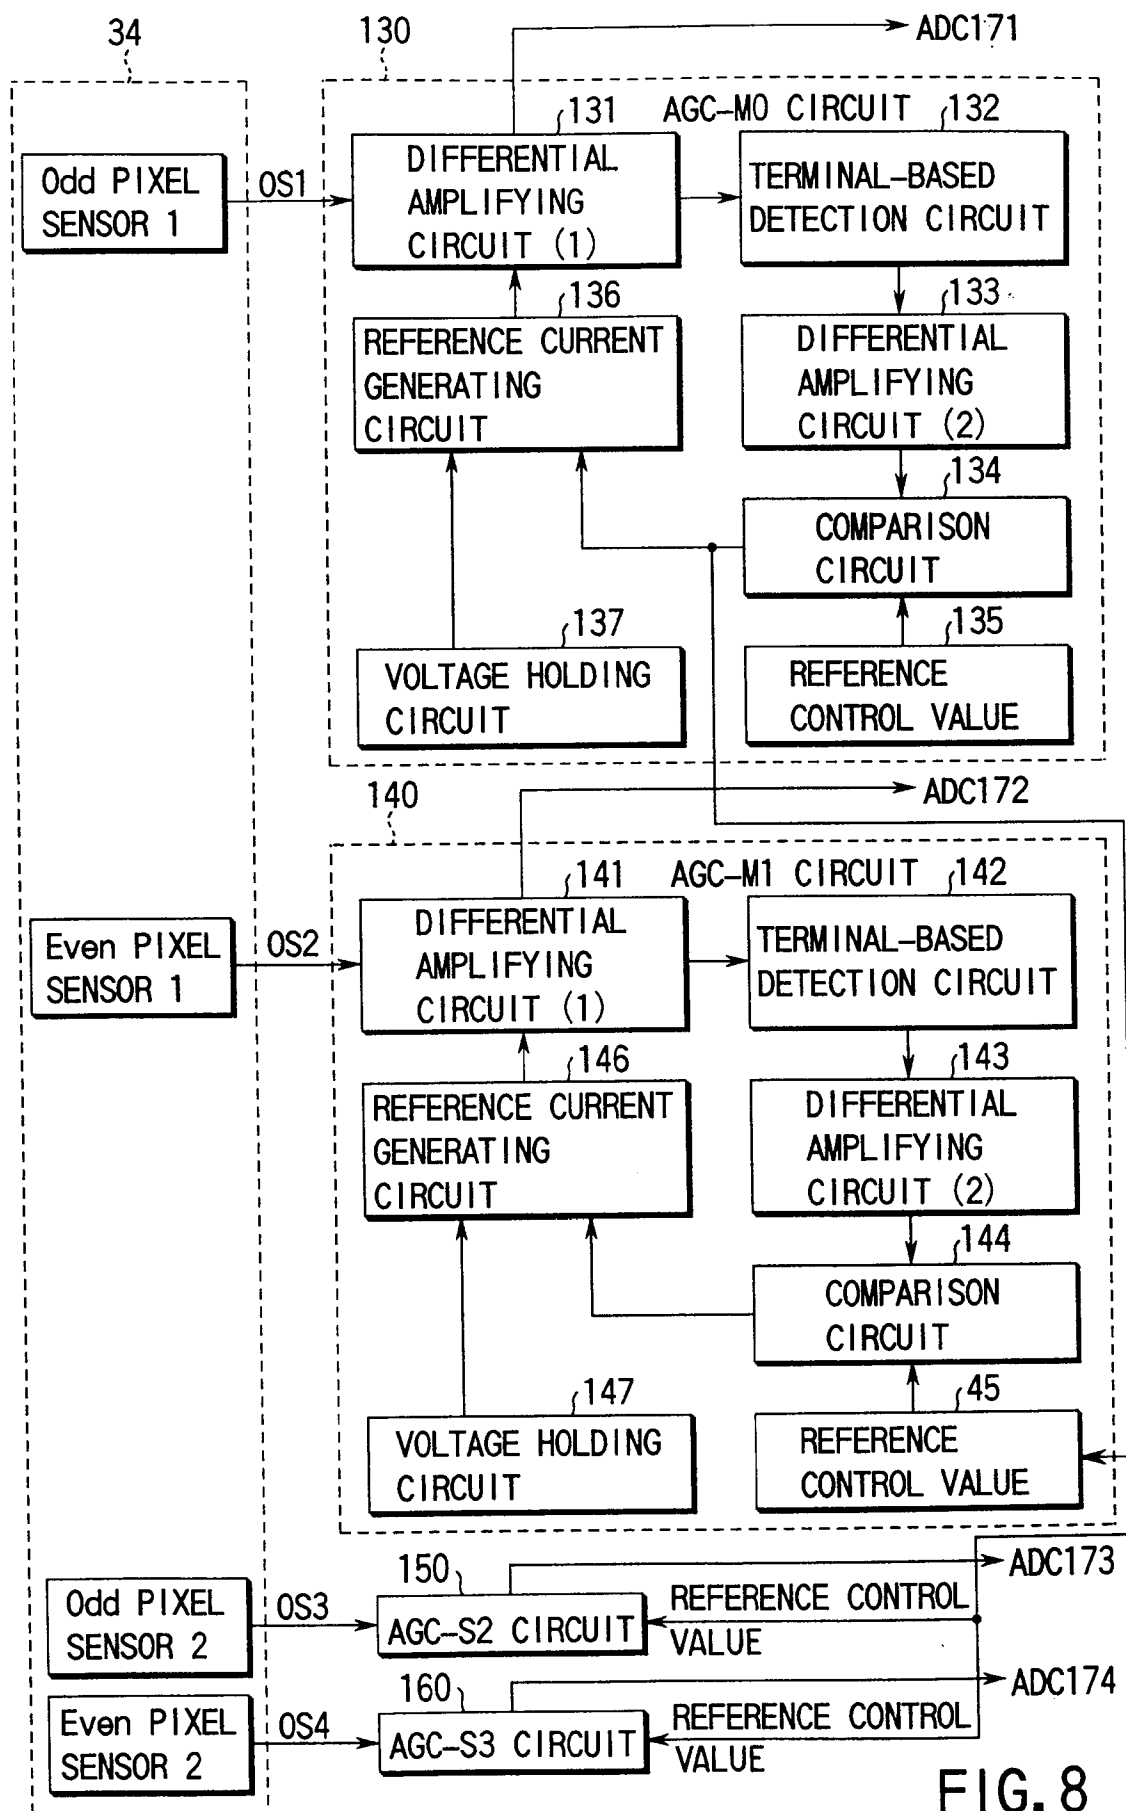 34
130
ADC171
AGC-M0 CIRCUIT
131
132
Odd PIXEL
SENSOR 1
OS1
DIFFERENTIAL
AMPLIFYING
CIRCUIT (1)
TERMINAL-BASED
DETECTION CIRCUIT
136
133
REFERENCE CURRENT
GENERATING
CIRCUIT
DIFFERENTIAL
AMPLIFYING
CIRCUIT (2)
134
COMPARISON
CIRCUIT
137
135
VOLTAGE HOLDING
CIRCUIT
REFERENCE
CONTROL VALUE
140
ADC172
AGC-M1 CIRCUIT
141
142
Even PIXEL
SENSOR 1
OS2
DIFFERENTIAL
AMPLIFYING
CIRCUIT (1)
TERMINAL-BASED
DETECTION CIRCUIT
146
143
REFERENCE CURRENT
GENERATING
CIRCUIT
DIFFERENTIAL
AMPLIFYING
CIRCUIT (2)
144
COMPARISON
CIRCUIT
147
45
VOLTAGE HOLDING
CIRCUIT
REFERENCE
CONTROL VALUE
150
ADC173
Odd PIXEL
SENSOR 2
OS3
AGC-S2 CIRCUIT
REFERENCE CONTROL
VALUE
160
ADC174
Even PIXEL
SENSOR 2
OS4
AGC-S3 CIRCUIT
REFERENCE CONTROL
VALUE
FIG. 8